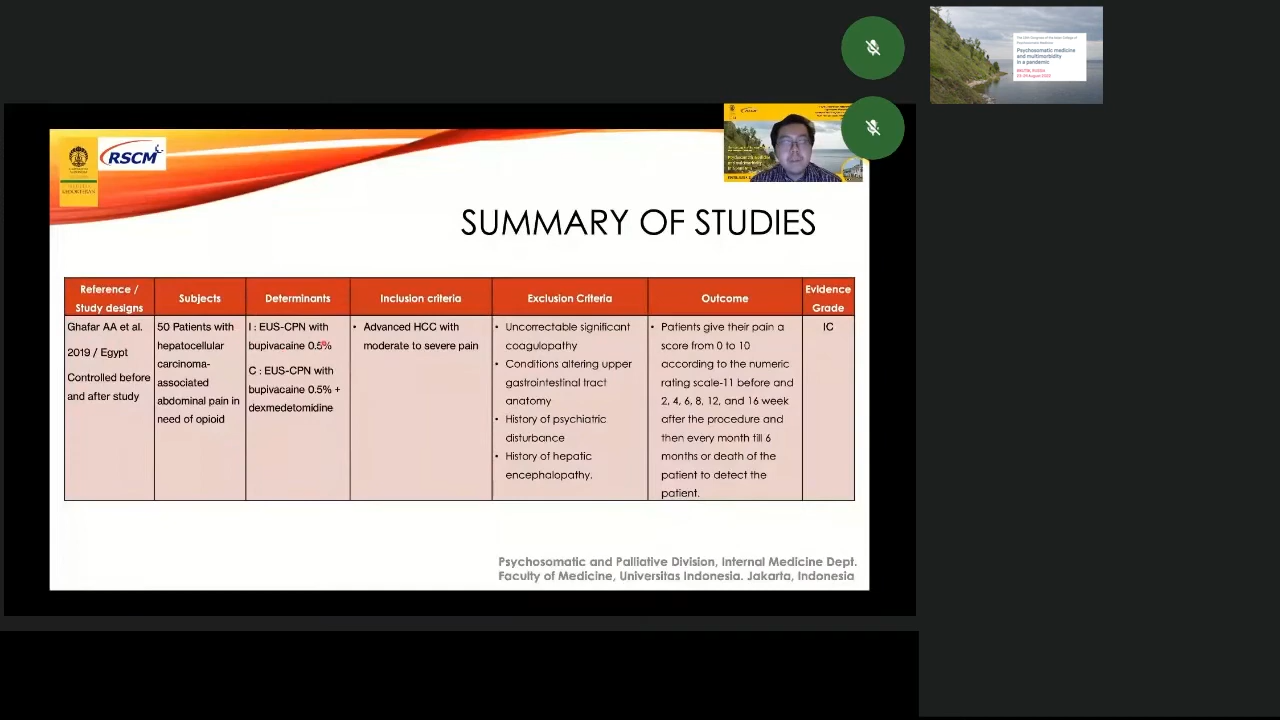 Psychosomatic medicine
and multimorbidity
in a pandemic
RSCM
SUMMARY OF STUDIES
Reference /
Study designs
Subjects
Determinants
Inclusion criteria
Exclusion Criteria
Outcome
Evidence
Grade
Ghafar AA et al.
2019 / Egypt
Controlled before
and after study
50 Patients with
hepatocellular
carcinoma-
associated
abdominal pain in
need of opioid
I : EUS-CPN with
bupivacaine 0.5%
C : EUS-CPN with
bupivacaine 0.5% +
dexmedetomidine
• Advanced HCC with
moderate to severe pain
• Uncorrectable significant
coagulopathy
• Conditions altering upper
gastrointestinal tract
anatomy
• History of psychiatric
disturbance
• History of hepatic
encephalopathy.
• Patients give their pain a
score from 0 to 10
according to the numeric
rating scale-11 before and
2, 4, 6, 8, 12, and 16 week
after the procedure and
then every month till 6
months or death of the
patient to detect the
patient.
IC
Psychosomatic and Palliative Division, Internal Medicine Dept.
Faculty of Medicine, Universitas Indonesia. Jakarta, Indonesia